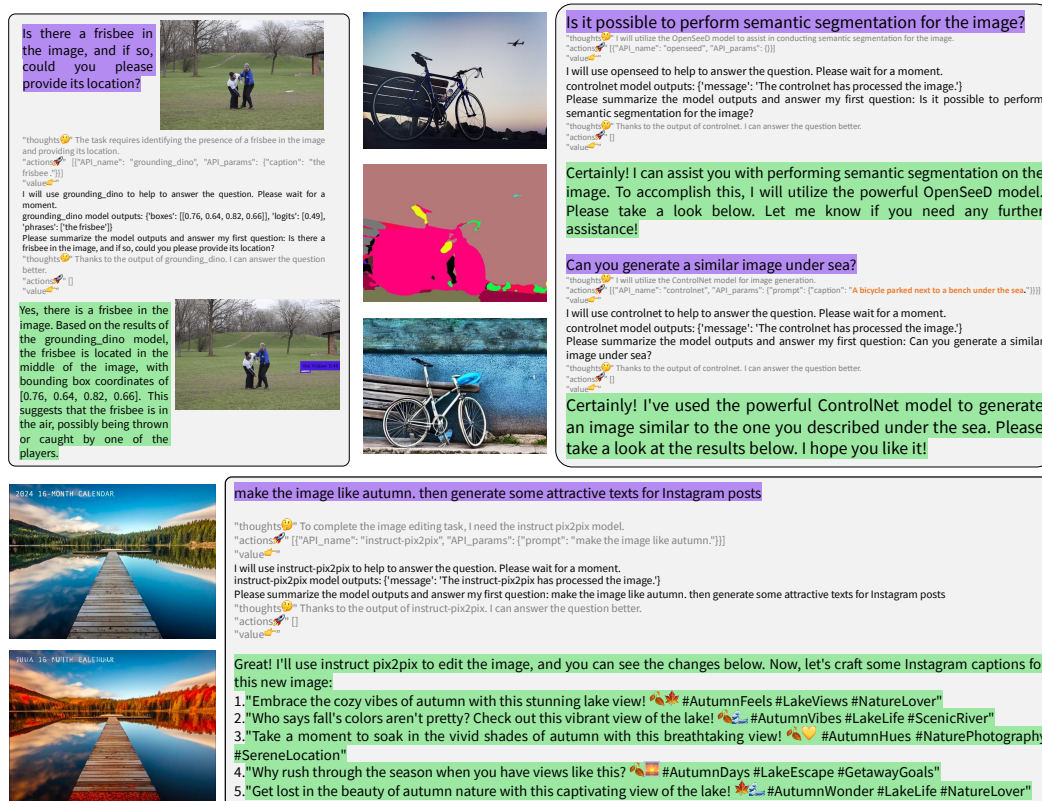 Is there a frisbee in
the image, and if so,
could you please
provide its location?
"thoughts🤔" The task requires identifying the presence of a frisbee in the image
and providing its location.
"actions🚀" [{"API_name": "grounding_dino", "API_params": {"caption": "the
frisbee ."}}]
"value👉"
I will use grounding_dino to help to answer the question. Please wait for a
moment.
grounding_dino model outputs: {'boxes': [[0.76, 0.64, 0.82, 0.66]], 'logits': [0.49],
'phrases': ['the frisbee']}
Please summarize the model outputs and answer my first question: Is there a
frisbee in the image, and if so, could you please provide its location?
"thoughts🤔" Thanks to the output of grounding_dino. I can answer the question
better.
"actions🚀" []
"value👉"
Yes, there is a frisbee in the
image. Based on the results of
the grounding_dino model,
the frisbee is located in the
middle of the image, with
bounding box coordinates of
[0.76, 0.64, 0.82, 0.66]. This
suggests that the frisbee is in
the air, possibly being thrown
or caught by one of the
players.
Is it possible to perform semantic segmentation for the image?
"thoughts🤔" I will utilize the OpenSeeD model to assist in conducting semantic segmentation for the image.
"actions🚀" [{"API_name": "openseed", "API_params": {}}]
"value👉"
I will use openseed to help to answer the question. Please wait for a moment.
controlnet model outputs: {'message': 'The controlnet has processed the image.'}
Please summarize the model outputs and answer my first question: Is it possible to perform
semantic segmentation for the image?
"thoughts🤔" Thanks to the output of controlnet. I can answer the question better.
"actions🚀" []
"value👉"
Certainly! I can assist you with performing semantic segmentation on the
image. To accomplish this, I will utilize the powerful OpenSeeD model.
Please take a look below. Let me know if you need any further
assistance!
Can you generate a similar image under sea?
"thoughts🤔" I will utilize the ControlNet model for image generation.
"actions🚀" [{"API_name": "controlnet", "API_params": {"prompt": {"caption": "A bicycle parked next to a bench under the sea."}}}]
"value👉"
I will use controlnet to help to answer the question. Please wait for a moment.
controlnet model outputs: {'message': 'The controlnet has processed the image.'}
Please summarize the model outputs and answer my first question: Can you generate a similar
image under sea?
"thoughts🤔" Thanks to the output of controlnet. I can answer the question better.
"actions🚀" []
"value👉"
Certainly! I've used the powerful ControlNet model to generate
an image similar to the one you described under the sea. Please
take a look at the results below. I hope you like it!
2024 16-MONTH CALENDAR
make the image like autumn. then generate some attractive texts for Instagram posts
"thoughts🤔" To complete the image editing task, I need the instruct pix2pix model.
"actions🚀" [{"API_name": "instruct-pix2pix", "API_params": {"prompt": "make the image like autumn."}}]
"value👉"
I will use instruct-pix2pix to help to answer the question. Please wait for a moment.
instruct-pix2pix model outputs: {'message': 'The instruct-pix2pix has processed the image.'}
Please summarize the model outputs and answer my first question: make the image like autumn. then generate some attractive texts for Instagram posts
"thoughts🤔" Thanks to the output of instruct-pix2pix. I can answer the question better.
"actions🚀" []
"value👉"
Great! I'll use instruct pix2pix to edit the image, and you can see the changes below. Now, let's craft some Instagram captions fo
this new image:
1."Embrace the cozy vibes of autumn with this stunning lake view! 🍂🍁 #AutumnFeels #LakeViews #NatureLover"
2."Who says fall's colors aren't pretty? Check out this vibrant view of the lake! 🍂🌊 #AutumnVibes #LakeLife #ScenicRiver"
3."Take a moment to soak in the vivid shades of autumn with this breathtaking view! 🍂💛 #AutumnHues #NaturePhotography
#SereneLocation"
4."Why rush through the season when you have views like this? 🍂🌅 #AutumnDays #LakeEscape #GetawayGoals"
5."Get lost in the beauty of autumn nature with this captivating view of the lake! 🍁🌊 #AutumnWonder #LakeLife #NatureLover"